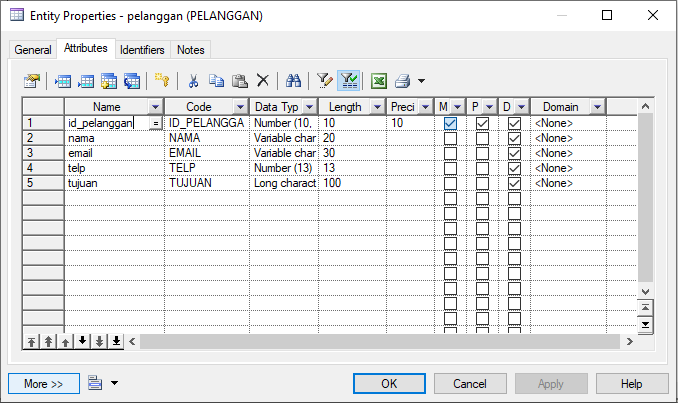 Entity Properties - pelanggan (PELANGGAN)
General Attributes Identifiers Notes
Name Code Data Typ Length Preci M P D Domain
1 id_pelanggan = ID_PELANGGA Number (10, 10 10 <None>
2 nama NAMA Variable char 20 <None>
3 email EMAIL Variable char 30 <None>
4 telp TELP Number (13) 13 <None>
5 tujuan TUJUAN Long charact 100 <None>
More >> OK Cancel Apply Help